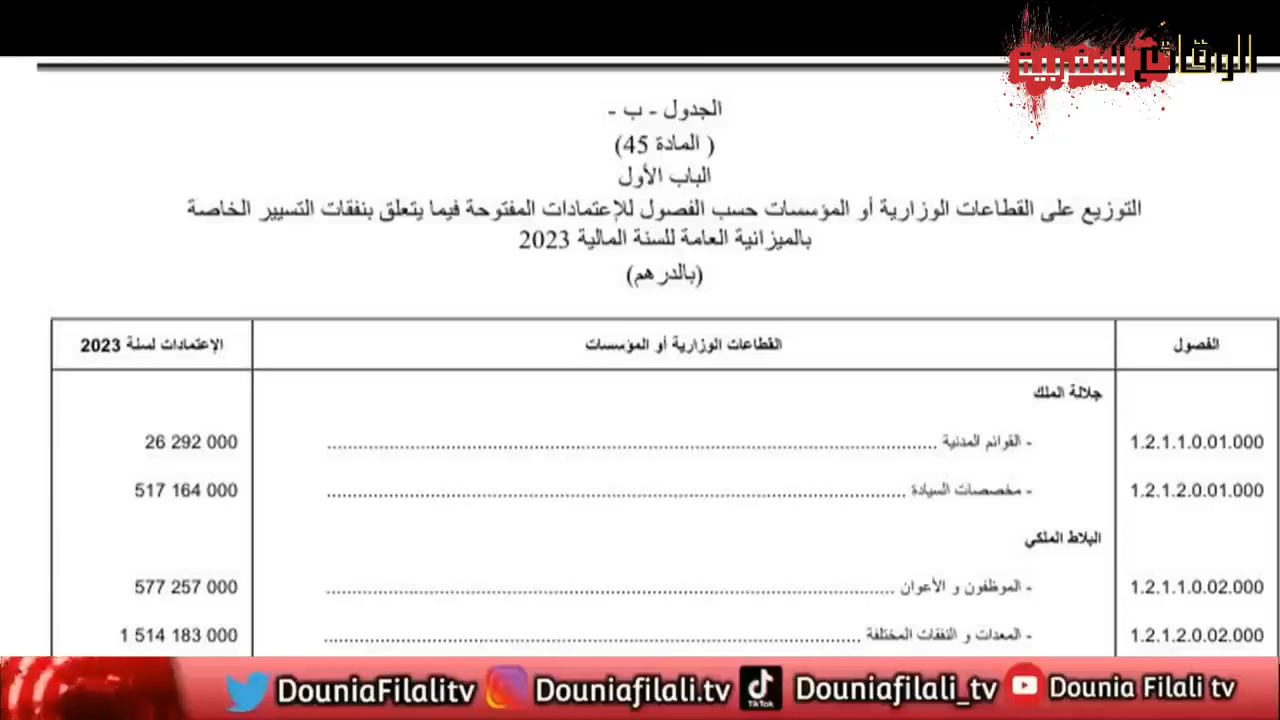 الوقائع المغربية
الجدول - ب -
( المادة 45)
الباب الأول
التوزيع على القطاعات الوزارية أو المؤسسات حسب الفصول للإعتمادات المفتوحة فيما يتعلق بنفقات التسيير الخاصة
بالميزانية العامة للسنة المالية 2023
(بالدرهم)
الفصول القطاعات الوزارية أو المؤسسات الإعتمادات لسنة 2023
جلالة الملك
1.2.1.1.0.01.000 - القوائم المدنية ........................ 26 292 000
1.2.1.2.0.01.000 - مخصصات السيادة ........................ 517 164 000
البلاط الملكي
1.2.1.1.0.02.000 - الموظفون و الأعوان ........................ 577 257 000
1.2.1.2.0.02.000 - المعدات و النفقات المختلفة ........................ 1 514 183 000
DouniaFilalitv Douniafilali.tv TikTok Douniafilali_tv Dounia Filali tv